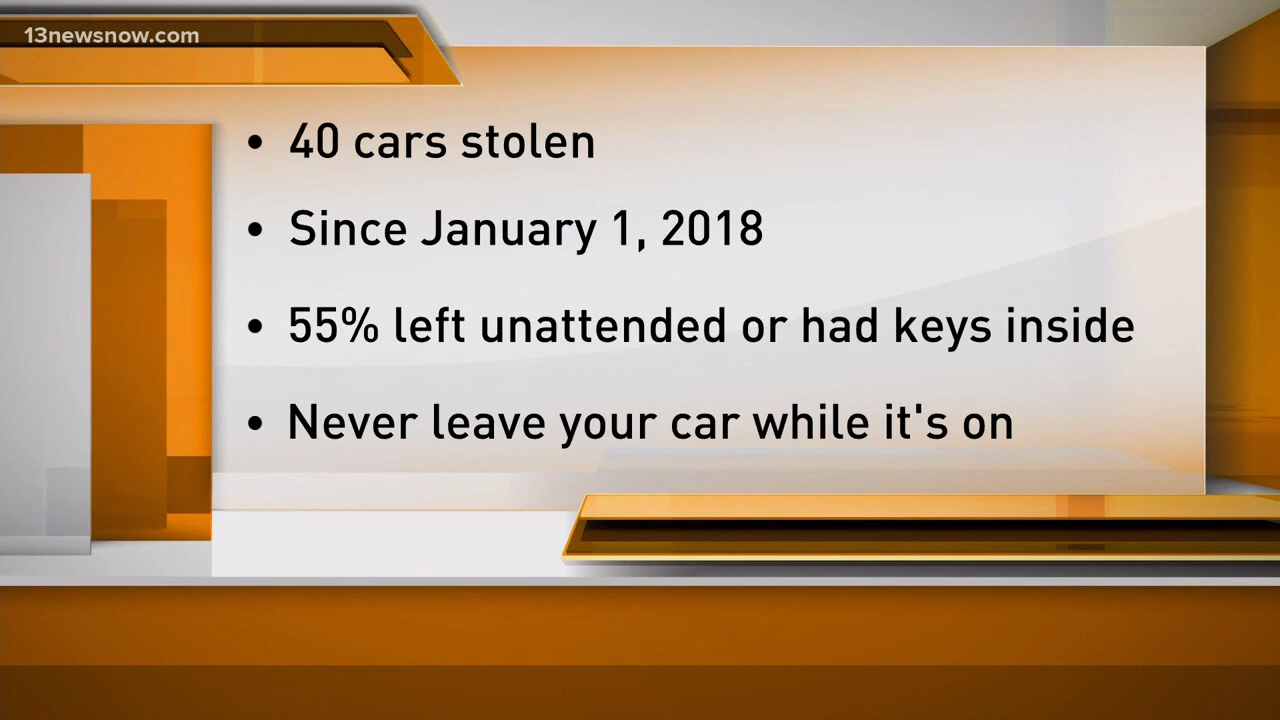 13newsnow.com
• 40 cars stolen
• Since January 1, 2018
• 55% left unattended or had keys inside
• Never leave your car while it's on